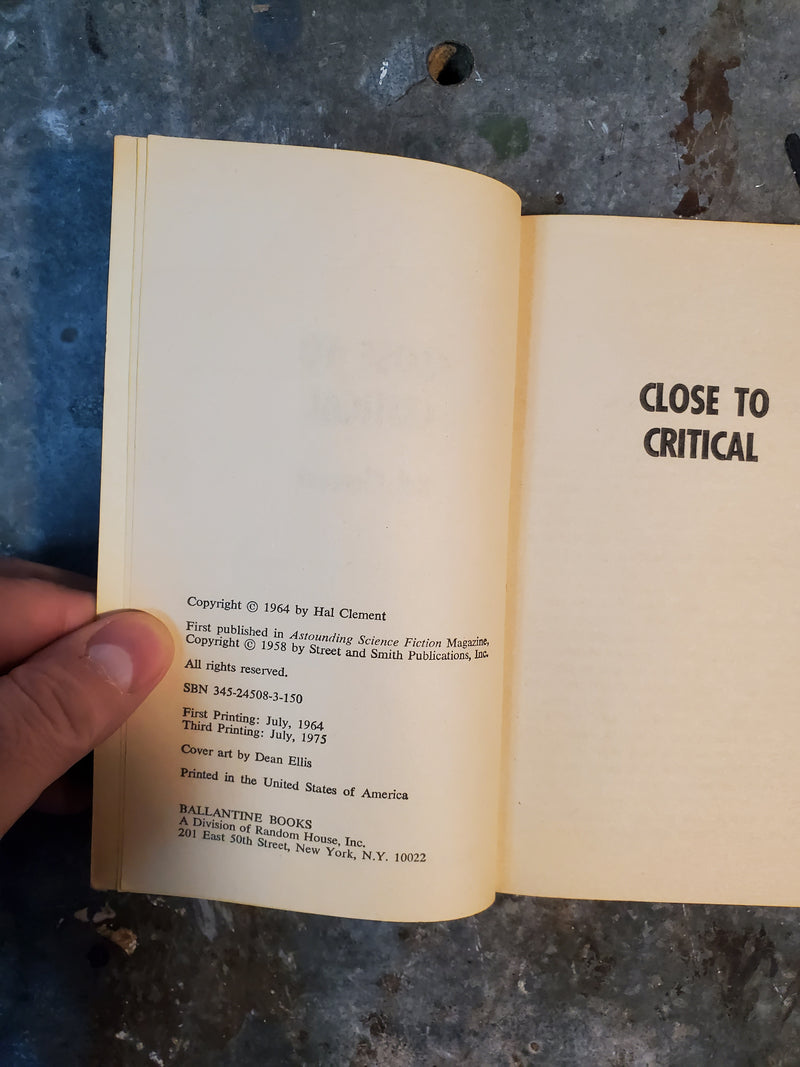 Copyright © 1964 by Hal Clement
First published in Astounding Science Fiction Magazine,
Copyright © 1958 by Street and Smith Publications, Inc.
All rights reserved.
SBN 345-24508-3-150
First Printing: July, 1964
Third Printing: July, 1975
Cover art by Dean Ellis
Printed in the United States of America
BALLANTINE BOOKS
A Division of Random House, Inc.
201 East 50th Street, New York, N.Y. 10022
CLOSE TO
CRITICAL